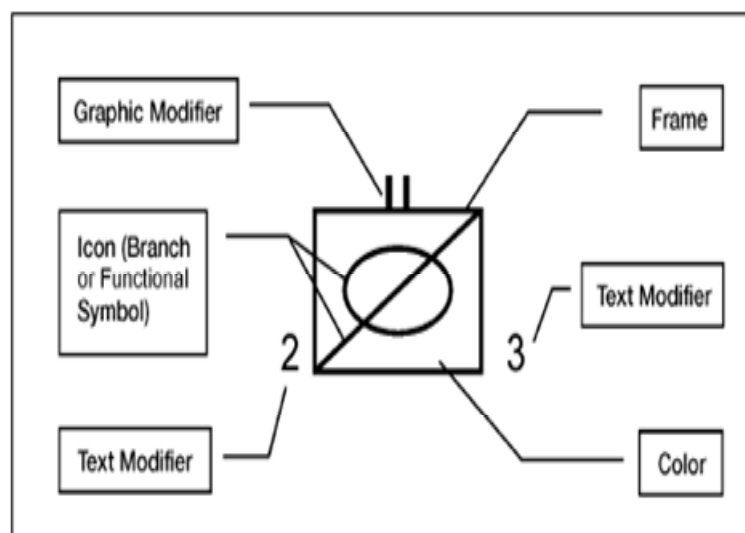 Graphic Modifier
Frame
Icon (Branch
or Functional
Symbol)
Text Modifier
2
3
Text Modifier
Color